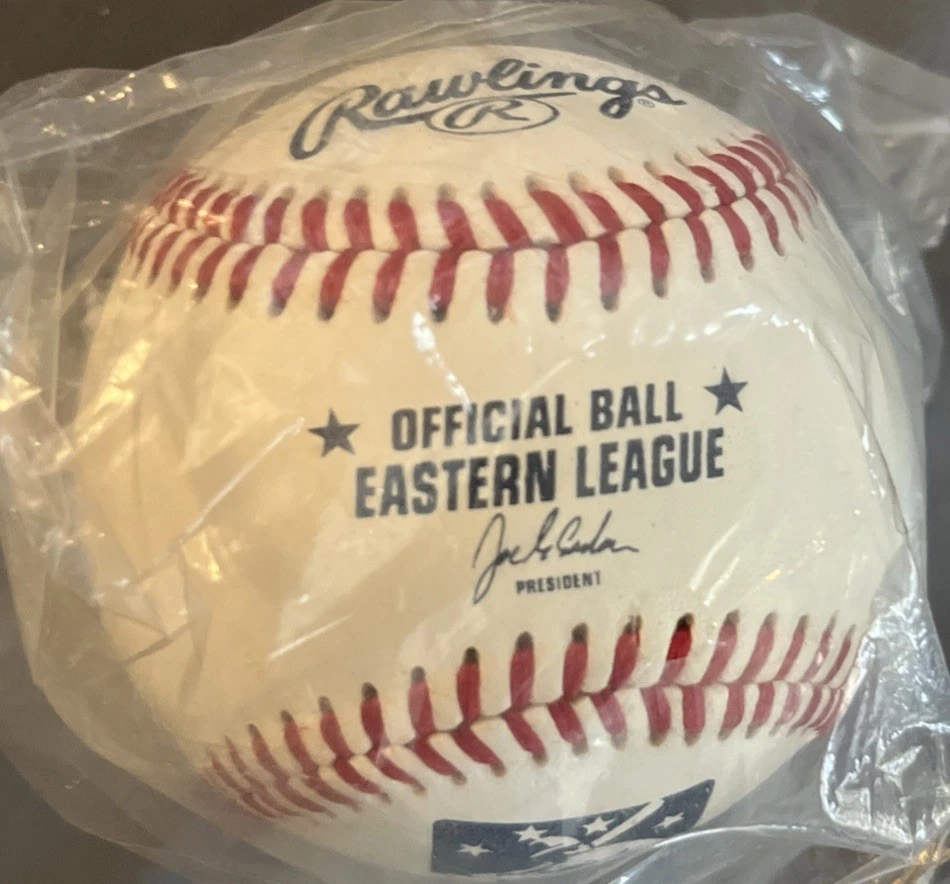 Rawlings®
R
★ OFFICIAL BALL ★
EASTERN LEAGUE
PRESIDENT